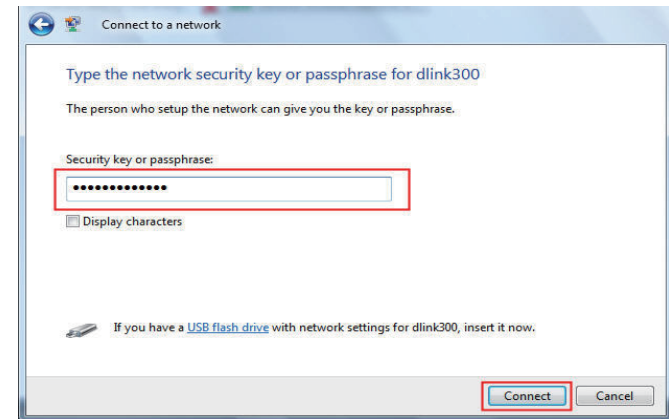 Connect to a network
Type the network security key or passphrase for dlink300
The person who setup the network can give you the key or passphrase.
Security key or passphrase:
•••••••••••••
Display characters
If you have a USB flash drive with network settings for dlink300, insert it now.
Connect Cancel